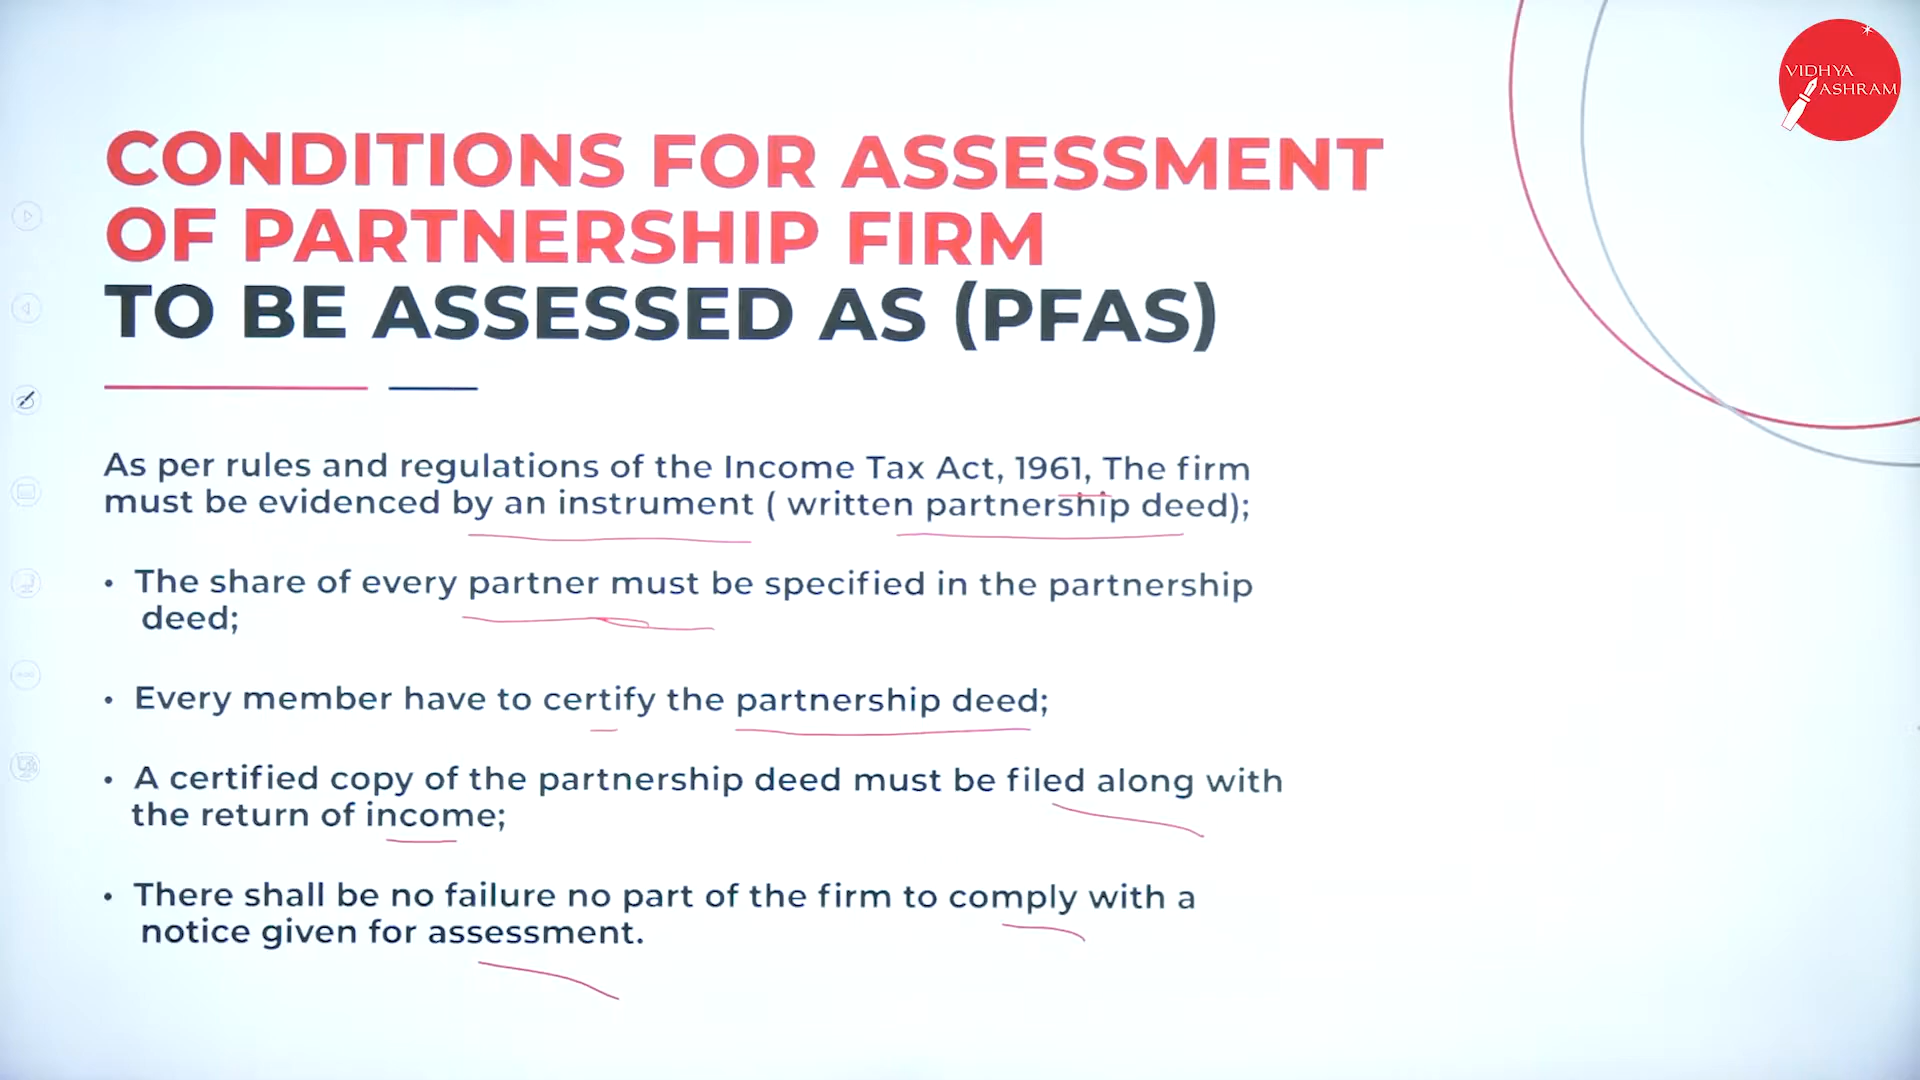 VIDHYA
ASHRAM
CONDITIONS FOR ASSESSMENT
OF PARTNERSHIP FIRM
TO BE ASSESSED AS (PFAS)
As per rules and regulations of the Income Tax Act, 1961, The firm
must be evidenced by an instrument ( written partnership deed);
• The share of every partner must be specified in the partnership
deed;
• Every member have to certify the partnership deed;
• A certified copy of the partnership deed must be filed along with
the return of income;
• There shall be no failure no part of the firm to comply with a
notice given for assessment.